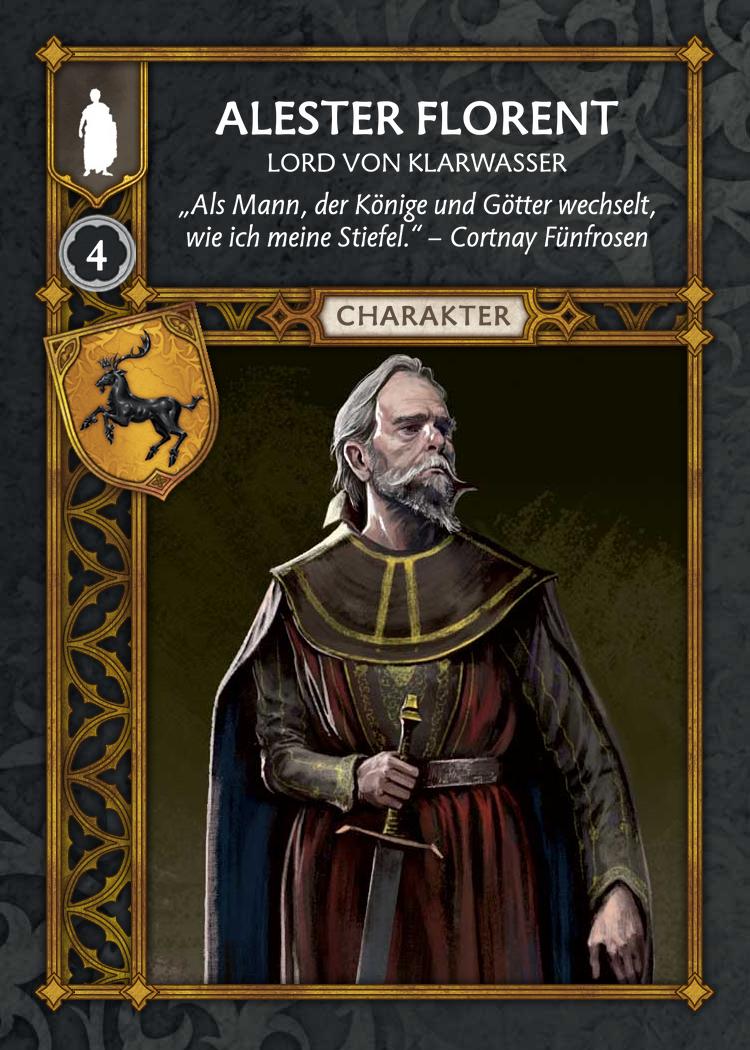 ALESTER FLORENT
LORD VON KLARWASSER
„Als Mann, der Könige und Götter wechselt,
wie ich meine Stiefel.“ – Cortnay Fünfrosen
4
CHARAKTER